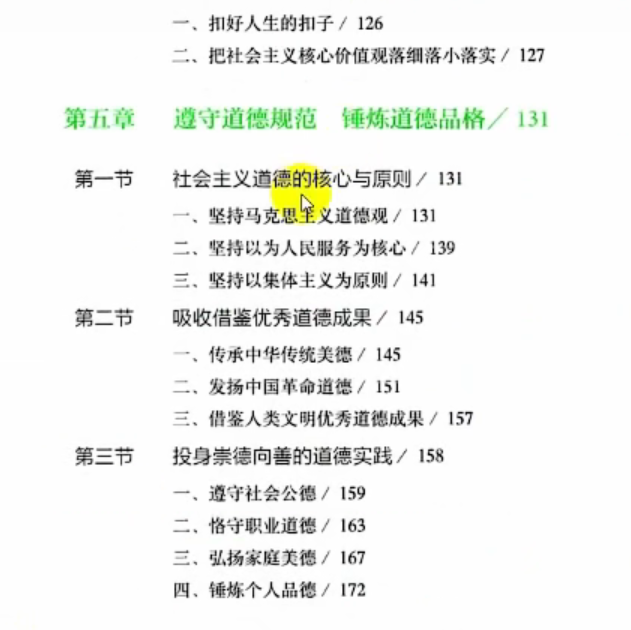 一、扣好人生的扣子 / 126
二、把社会主义核心价值观落细落小落实 / 127
第五章 遵守道德规范 锤炼道德品格 / 131
第一节 社会主义道德的核心与原则 / 131
一、坚持马克思主义道德观 / 131
二、坚持以为人民服务为核心 / 139
三、坚持以集体主义为原则 / 141
第二节 吸收借鉴优秀道德成果 / 145
一、传承中华传统美德 / 145
二、发扬中国革命道德 / 151
三、借鉴人类文明优秀道德成果 / 157
第三节 投身崇德向善的道德实践 / 158
一、遵守社会公德 / 159
二、恪守职业道德 / 163
三、弘扬家庭美德 / 167
四、锤炼个人品德 / 172